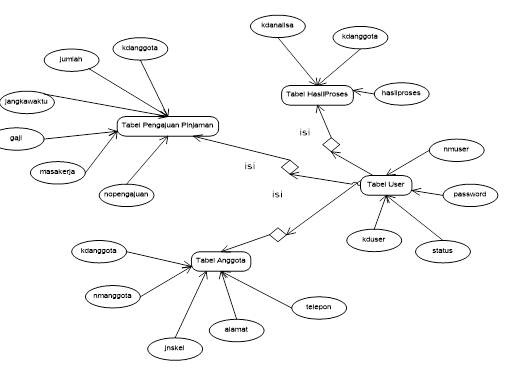 kdanalisa
kdanggota
kdanggota
jumlah
hasilproses
Tabel HasilProses
jangkawaktu
Tabel Pengajuan Pinjaman
isi
gaji
nmuser
masakerja
isi
Tabel User
nopengajuan
isi
password
kduser
status
kdanggota
Tabel Anggota
nmanggota
telepon
alamat
jnskel